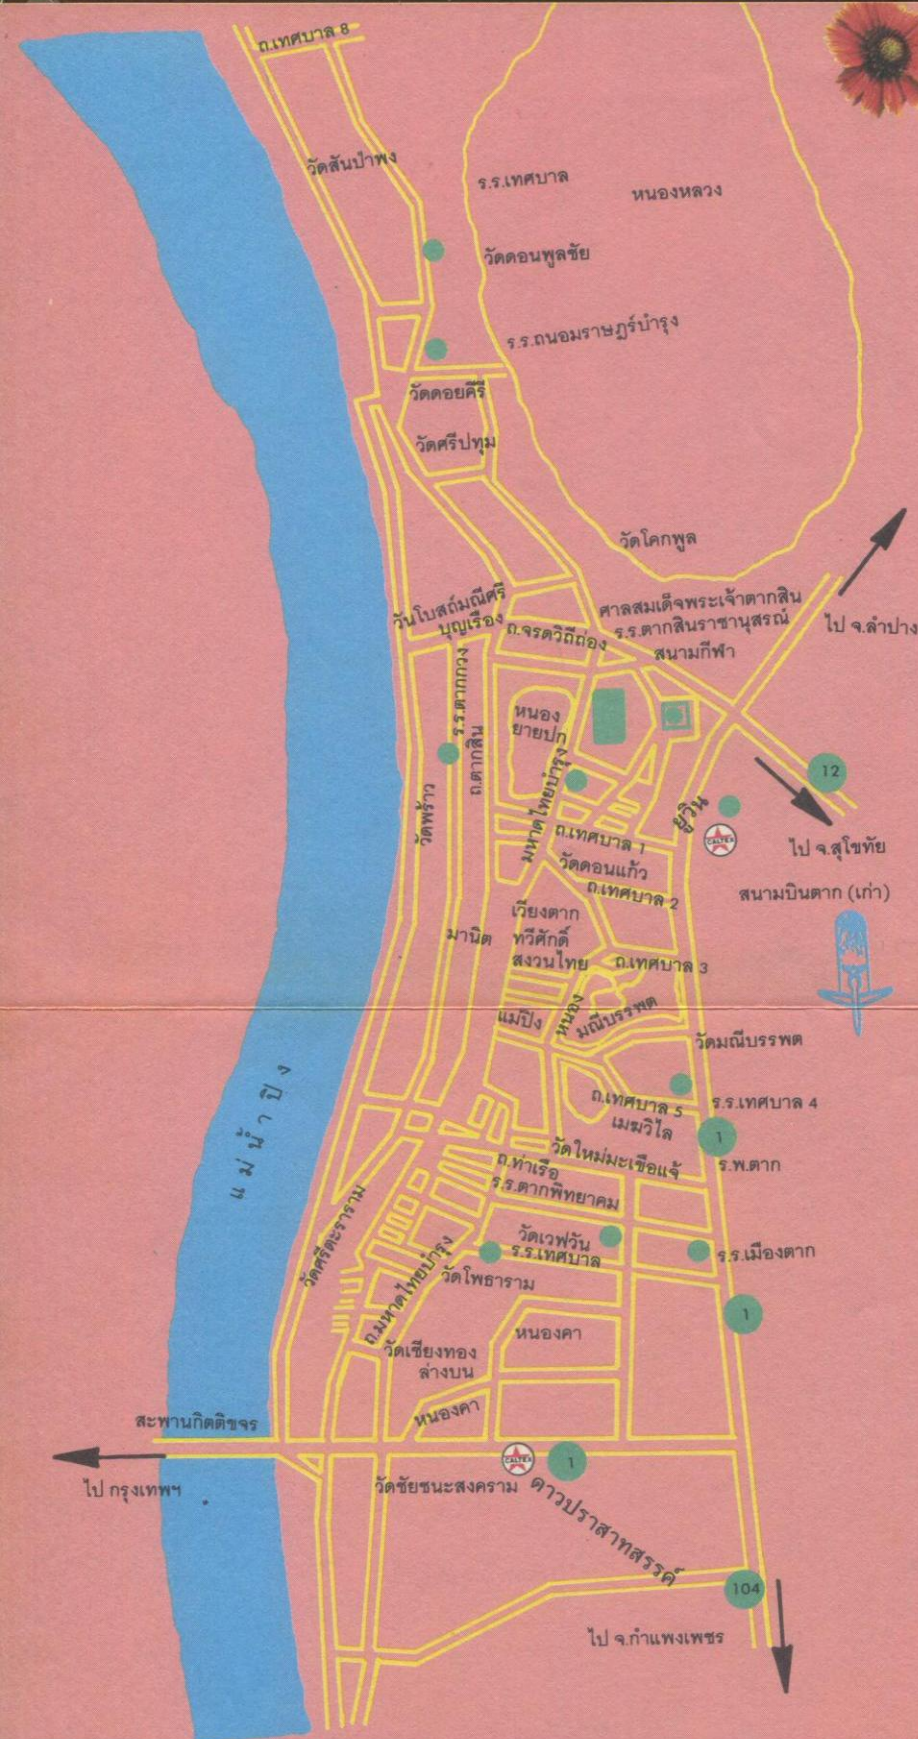 ถ.เทศบาล 8
วัดสันป่าพง
ร.ร.เทศบาล
หนองหลวง
วัดดอนพูลชัย
ร.ร.ถนอมราษฎร์บำรุง
วัดดอยคีรี
วัดศรีปทุม
วัดโคกพูล
วันโบสถ์มณีศรี
บุญเรือง
ถ.จรดวิถีถ่อง
ศาลสมเด็จพระเจ้าตากสิน
ร.ร.ตากสินราชานุสรณ์
สนามกีฬา
ไป จ.ลำปาง
ร.ร.ตากกวง
ถ.ตากสิน
หนอง
ยายปก
มหาดไทยบำรุง
วัดพร้าว
12
ยูวิน
CALTEX
ไป จ.สุโขทัย
ถ.เทศบาล 1
วัดดอนแก้ว
ถ.เทศบาล 2
สนามบินตาก (เก่า)
เวียงตาก
มานิต
ทวีศักดิ์
สงวนไทย
ถ.เทศบาล 3
แม่ปิง
หนอง
มณีบรรพต
วัดมณีบรรพต
แม่น้ำปิง
ถ.เทศบาล 5
เมฆวิไล
ร.ร.เทศบาล 4
1
วัดใหม่มะเขือแจ้
ร.พ.ตาก
ถ.ท่าเรือ
ร.ร.ตากพิทยาคม
วัดศรีตะราราม
วัดเวฬุวัน
ร.ร.เทศบาล
ร.ร.เมืองตาก
วัดโพธาราม
ถ.มหาดไทยบำรุง
1
หนองคา
วัดเชียงทอง
ล่างบน
หนองคา
สะพานกิตติขจร
CALTEX
1
ไป กรุงเทพฯ
วัดชัยชนะสงคราม
ดาวปราสาทสรรค์
104
ไป จ.กำแพงเพชร